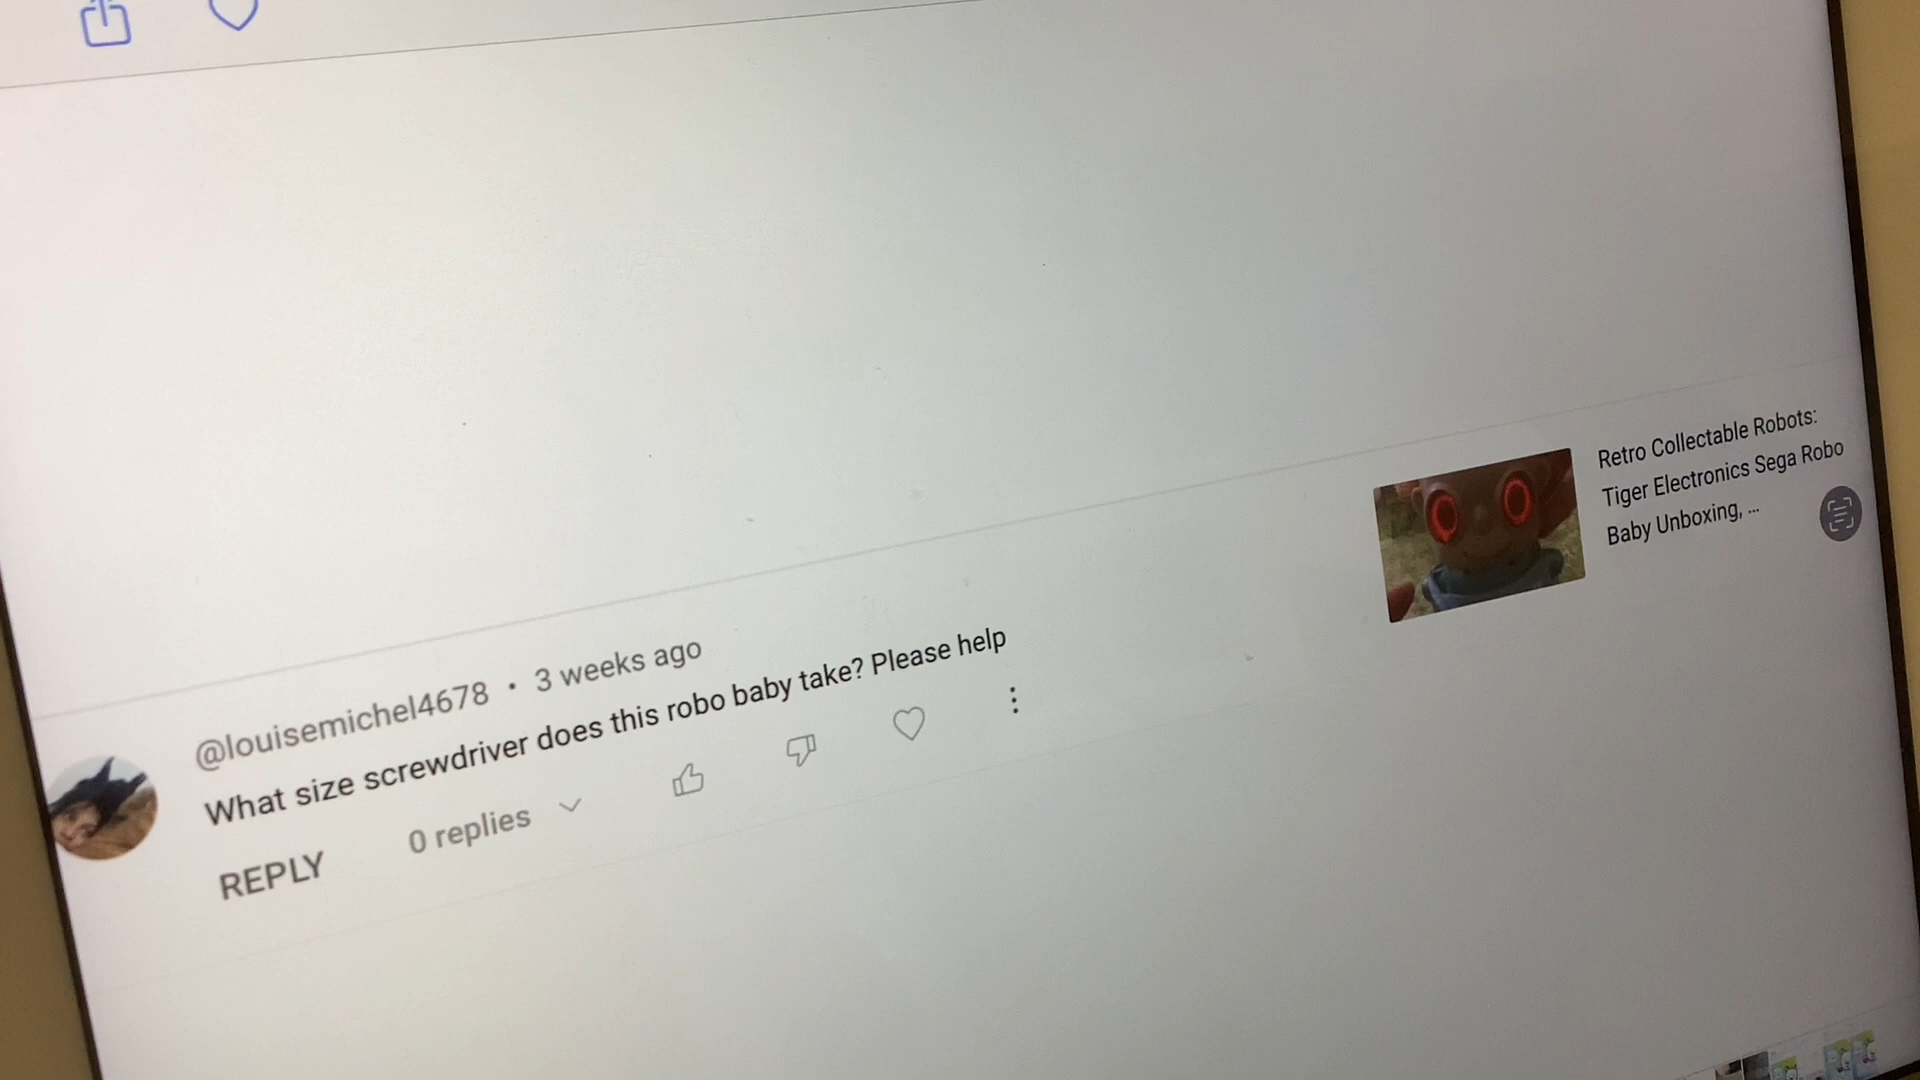 Retro Collectable Robots:
Tiger Electronics Sega Robo
Baby Unboxing, ...
@louisemichel4678 • 3 weeks ago
What size screwdriver does this robo baby take? Please help
REPLY
0 replies